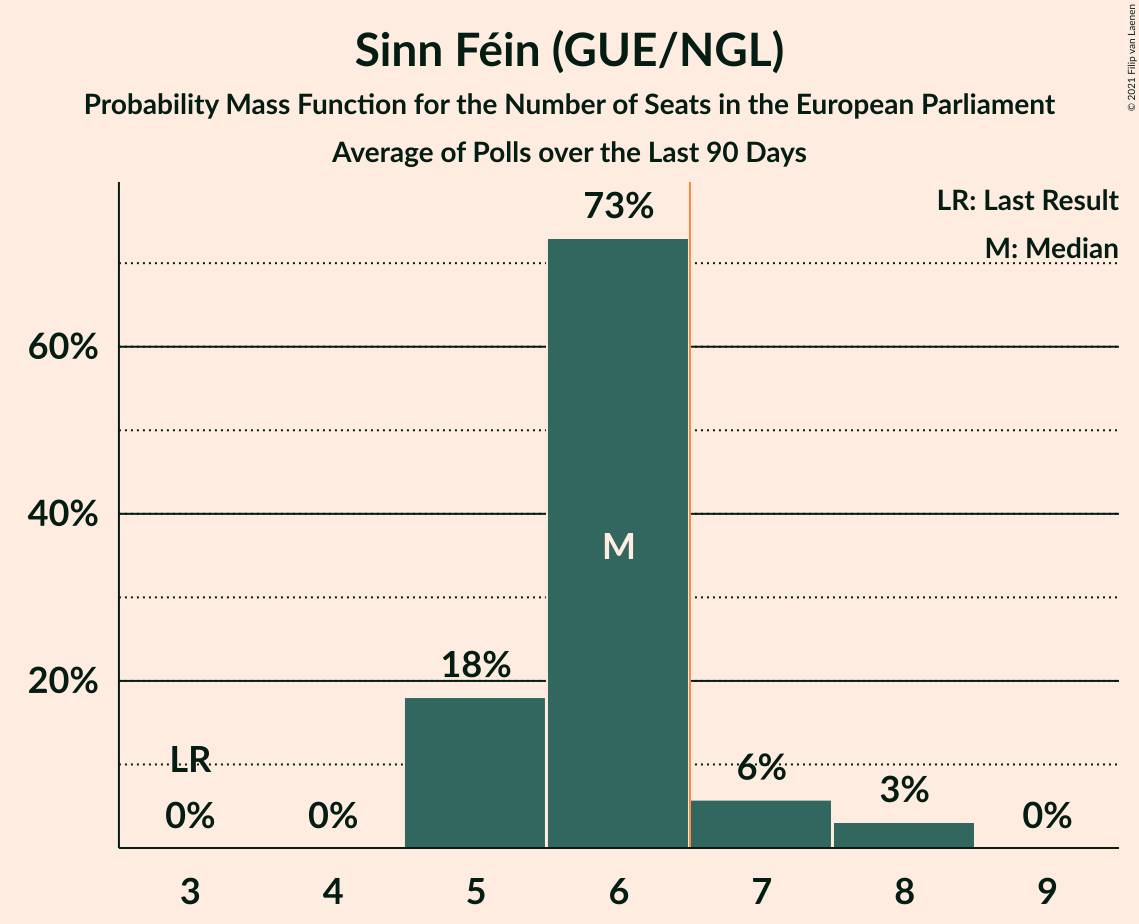 Sinn Féin (GUE/NGL)
Probability Mass Function for the Number of Seats in the European Parliament
Average of Polls over the Last 90 Days
© 2021 Filip van Laenen
LR: Last Result
M: Median
73%
60%
40%
M
20%
18%
LR
6%
3%
0%
0%
0%
3 4 5 6 7 8 9